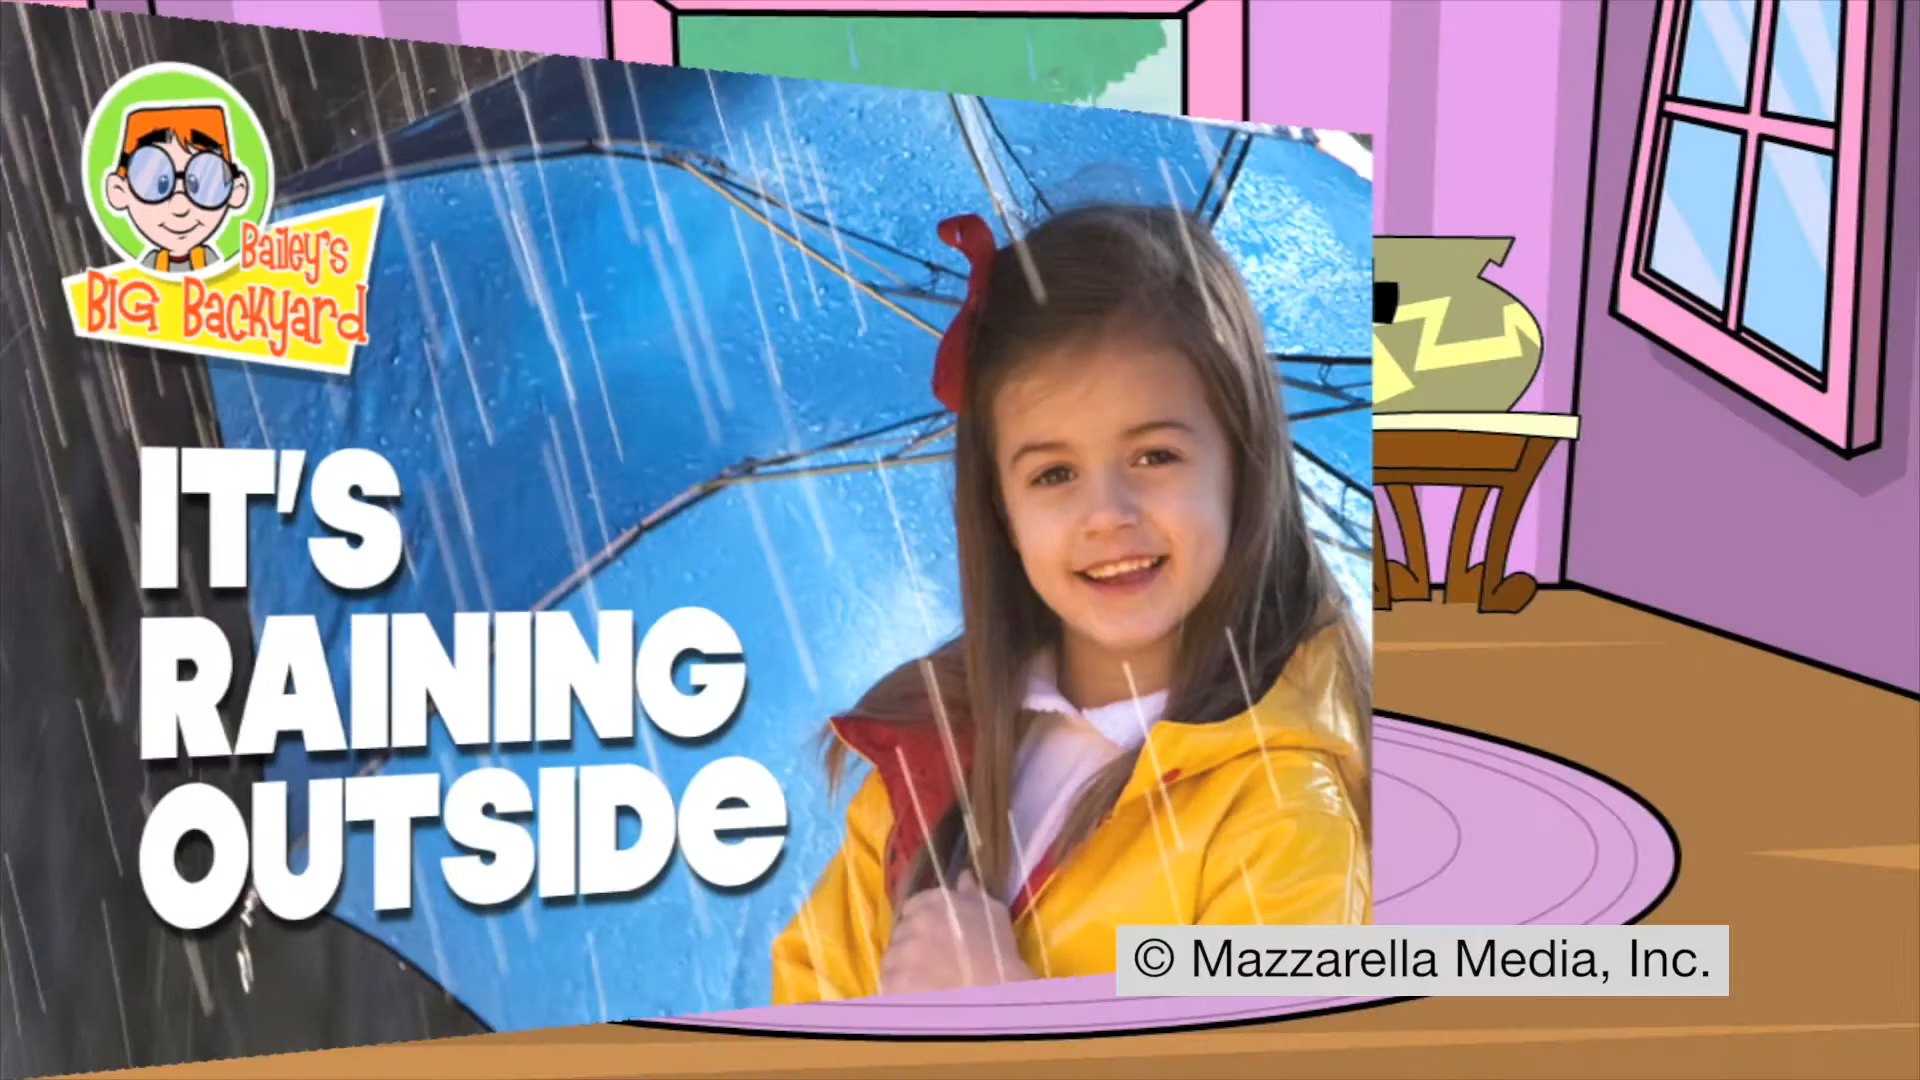 Bailey's
BIG Backyard
IT'S
RAINING
OUTSIDe
© Mazzarella Media, Inc.